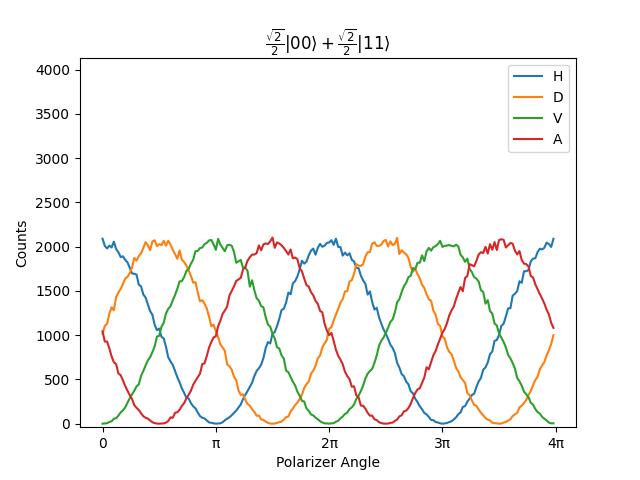 √2/2|00⟩ + √2/2|11⟩
4000
3500
3000
2500
2000
1500
1000
500
0
Counts
H
D
V
A
0 π 2π 3π 4π
Polarizer Angle